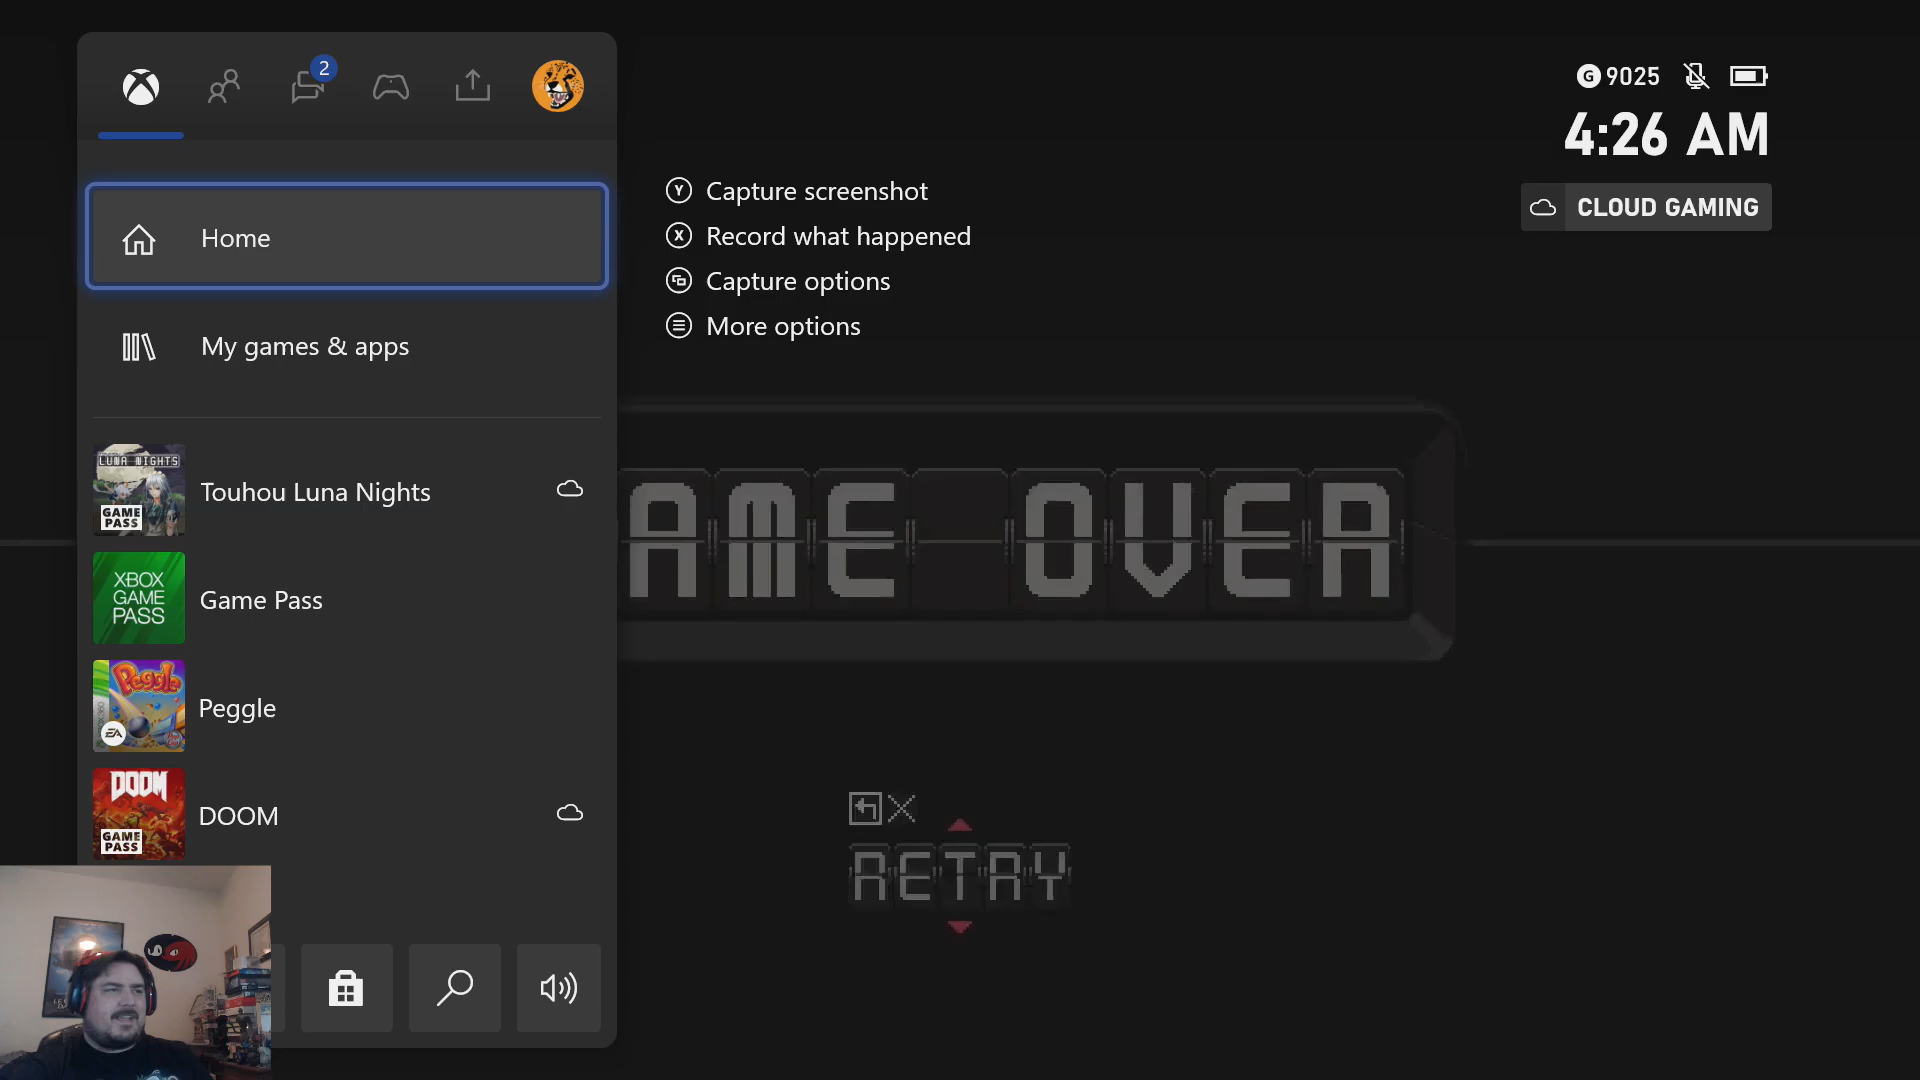 2
G 9025
4:26 AM
CLOUD GAMING
Y Capture screenshot
X Record what happened
Capture options
More options
Home
My games & apps
LUNA NIGHTS
GAME
PASS
Touhou Luna Nights
XBOX
GAME
PASS
Game Pass
Peggle
EA
Peggle
DOOM
GAME
PASS
DOOM
AME OVER
RETRY